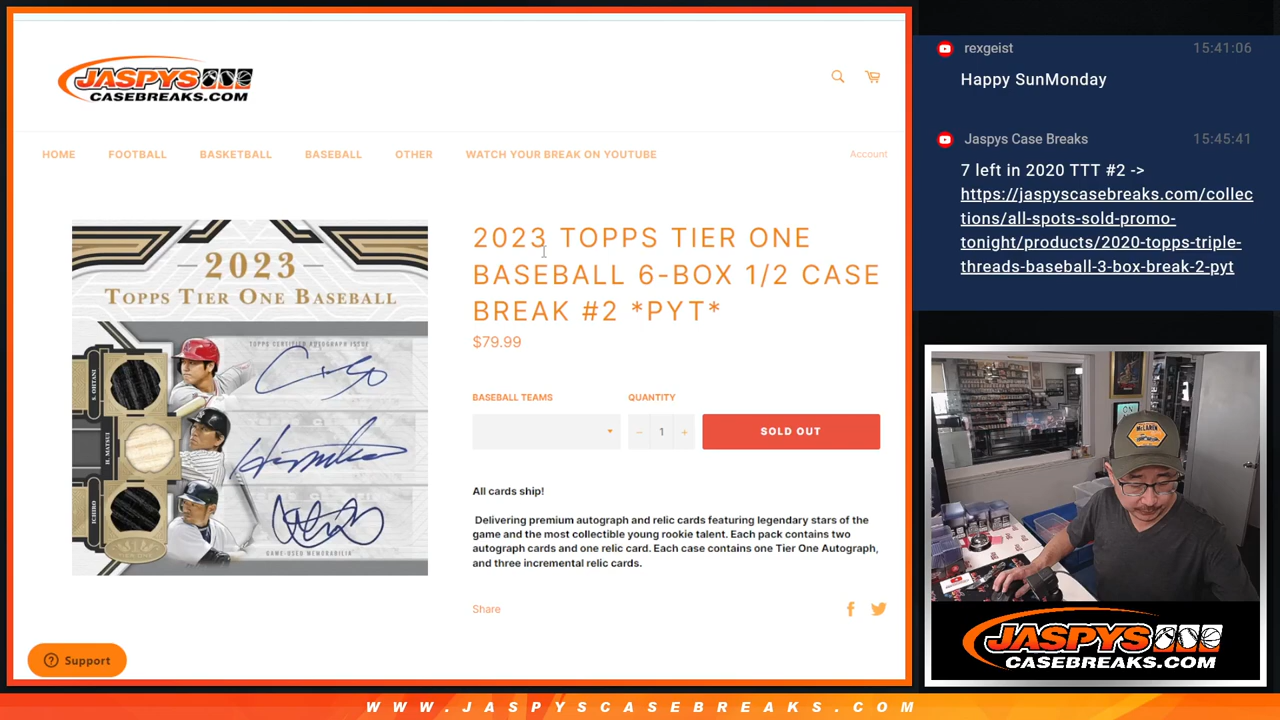 JASPYS
CASEBREAKS.COM
HOME
FOOTBALL
BASKETBALL
BASEBALL
OTHER
WATCH YOUR BREAK ON YOUTUBE
Account
2023
TOPPS TIER ONE BASEBALL
TOPPS CERTIFIED AUTOGRAPH ISSUE
S. OHTANI
H. MATSUI
ICHIRO
GAME-USED MEMORABILIA
2023 TOPPS TIER ONE
BASEBALL 6-BOX 1/2 CASE
BREAK #2 *PYT*
$79.99
BASEBALL TEAMS
QUANTITY
− 1 +
SOLD OUT
All cards ship!
Delivering premium autograph and relic cards featuring legendary stars of the
game and the most collectible young rookie talent. Each pack contains two
autograph cards and one relic card. Each case contains one Tier One Autograph,
and three incremental relic cards.
Share
Support
rexgeist
15:41:06
Happy SunMonday
Jaspys Case Breaks
15:45:41
7 left in 2020 TTT #2 ->
https://jaspyscasebreaks.com/collec
tions/all-spots-sold-promo-
tonight/products/2020-topps-triple-
threads-baseball-3-box-break-2-pyt
McLAREN
JASPYS
CASEBREAKS.COM
WWW.JASPYSCASEBREAKS.COM